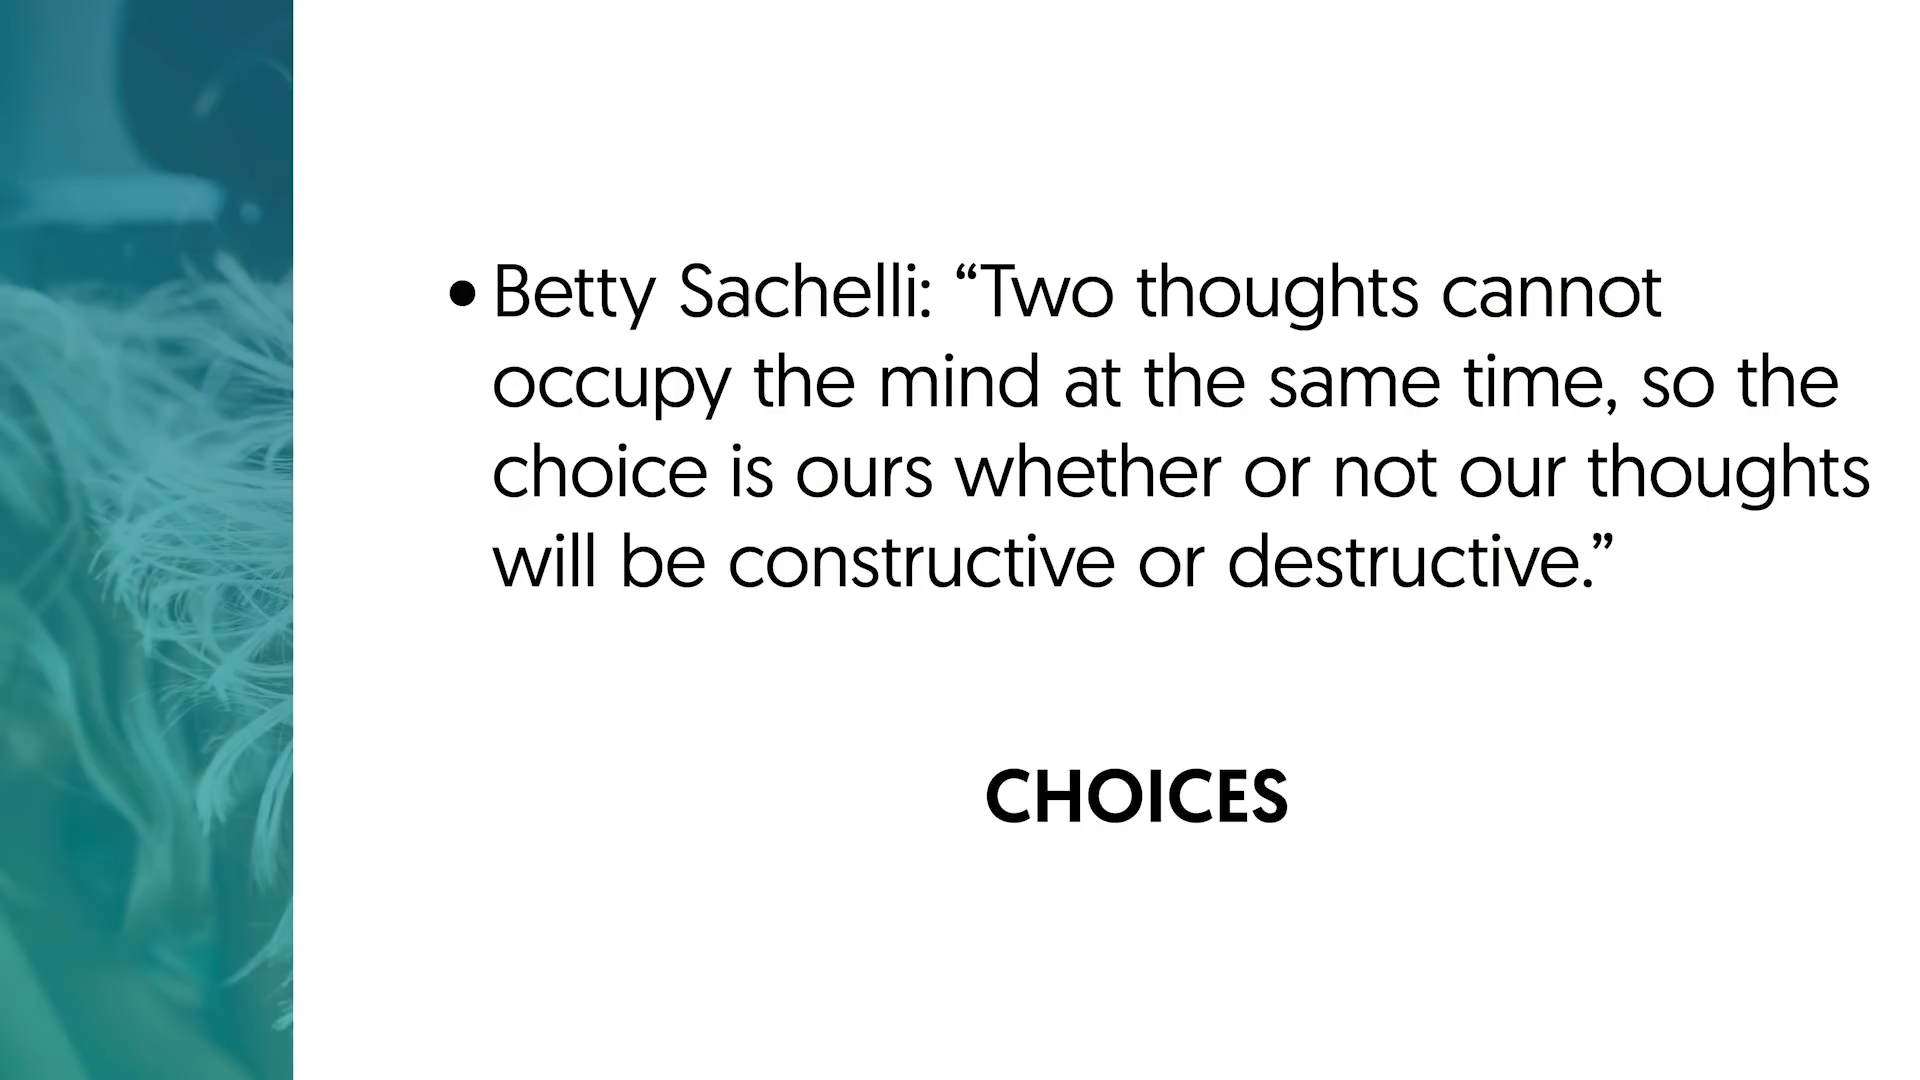 • Betty Sachelli: “Two thoughts cannot
occupy the mind at the same time, so the
choice is ours whether or not our thoughts
will be constructive or destructive.”
CHOICES